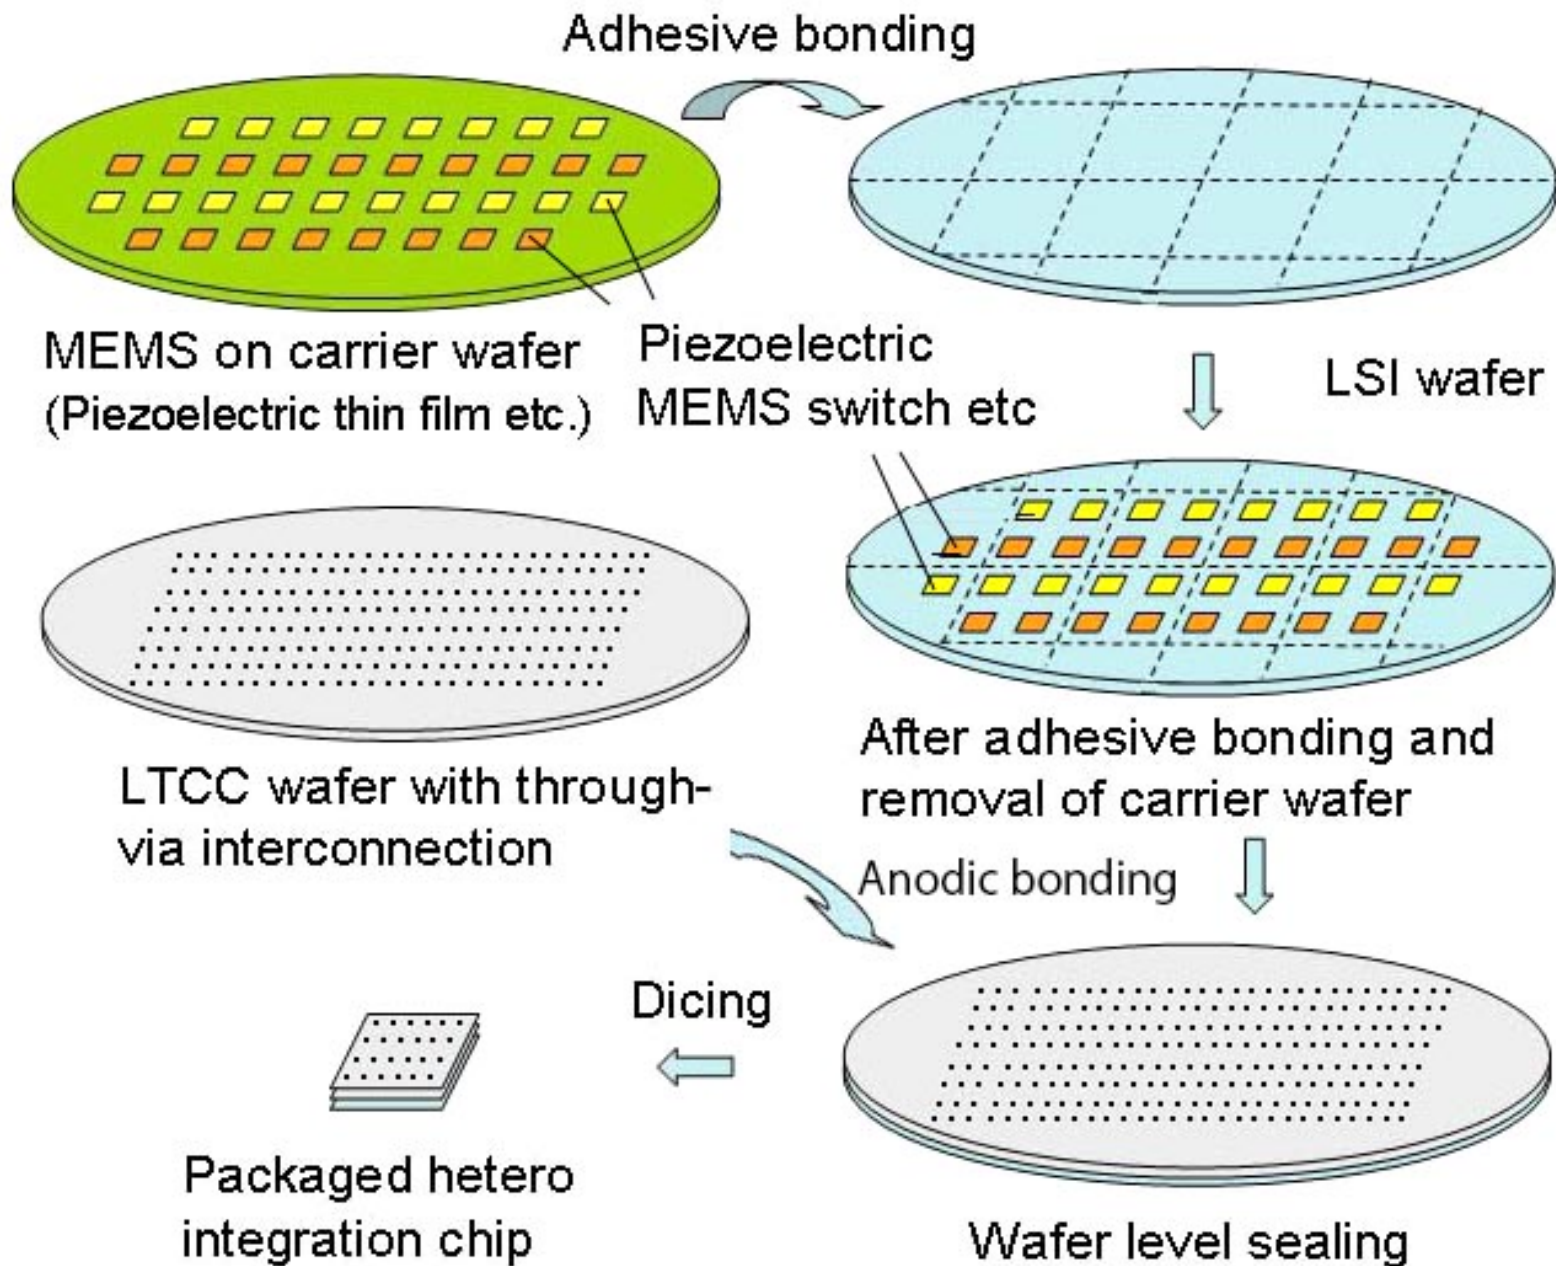 Adhesive bonding
MEMS on carrier wafer
(Piezoelectric thin film etc.)
Piezoelectric
MEMS switch etc
LSI wafer
LTCC wafer with through-
via interconnection
After adhesive bonding and
removal of carrier wafer
Anodic bonding
Dicing
Packaged hetero
integration chip
Wafer level sealing